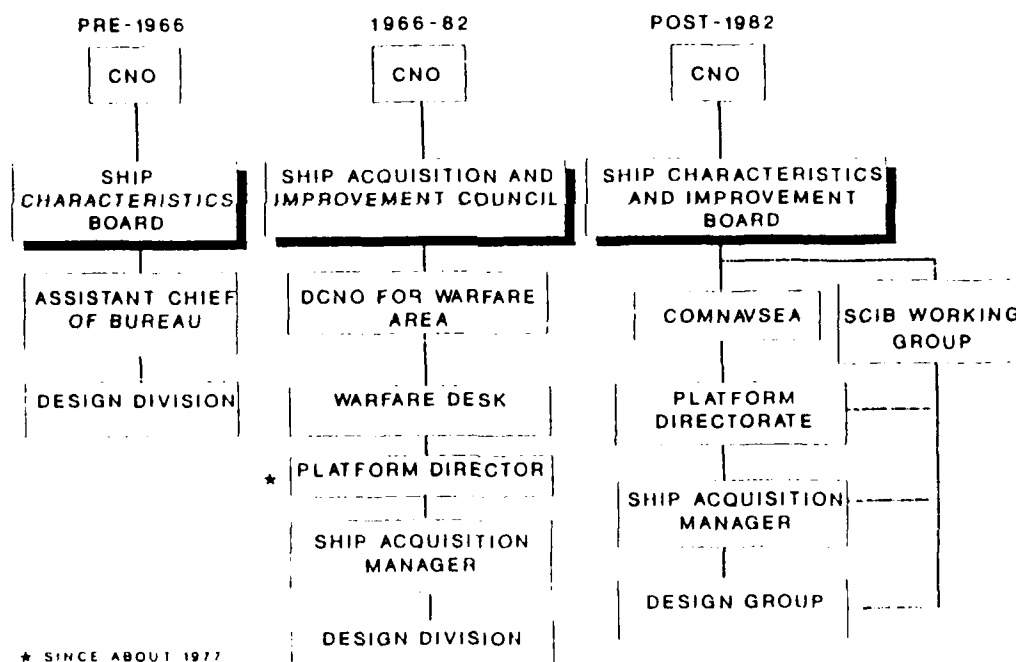 PRE-1966
CNO
SHIP
CHARACTERISTICS
BOARD
ASSISTANT CHIEF
OF BUREAU
DESIGN DIVISION
1966-82
CNO
SHIP ACQUISITION AND
IMPROVEMENT COUNCIL
DCNO FOR WARFARE
AREA
WARFARE DESK
* PLATFORM DIRECTOR
SHIP ACQUISITION
MANAGER
DESIGN DIVISION
POST-1982
CNO
SHIP CHARACTERISTICS
AND IMPROVEMENT
BOARD
COMNAVSEA
SCIB WORKING
GROUP
PLATFORM
DIRECTORATE
SHIP ACQUISITION
MANAGER
DESIGN GROUP
* SINCE ABOUT 1977